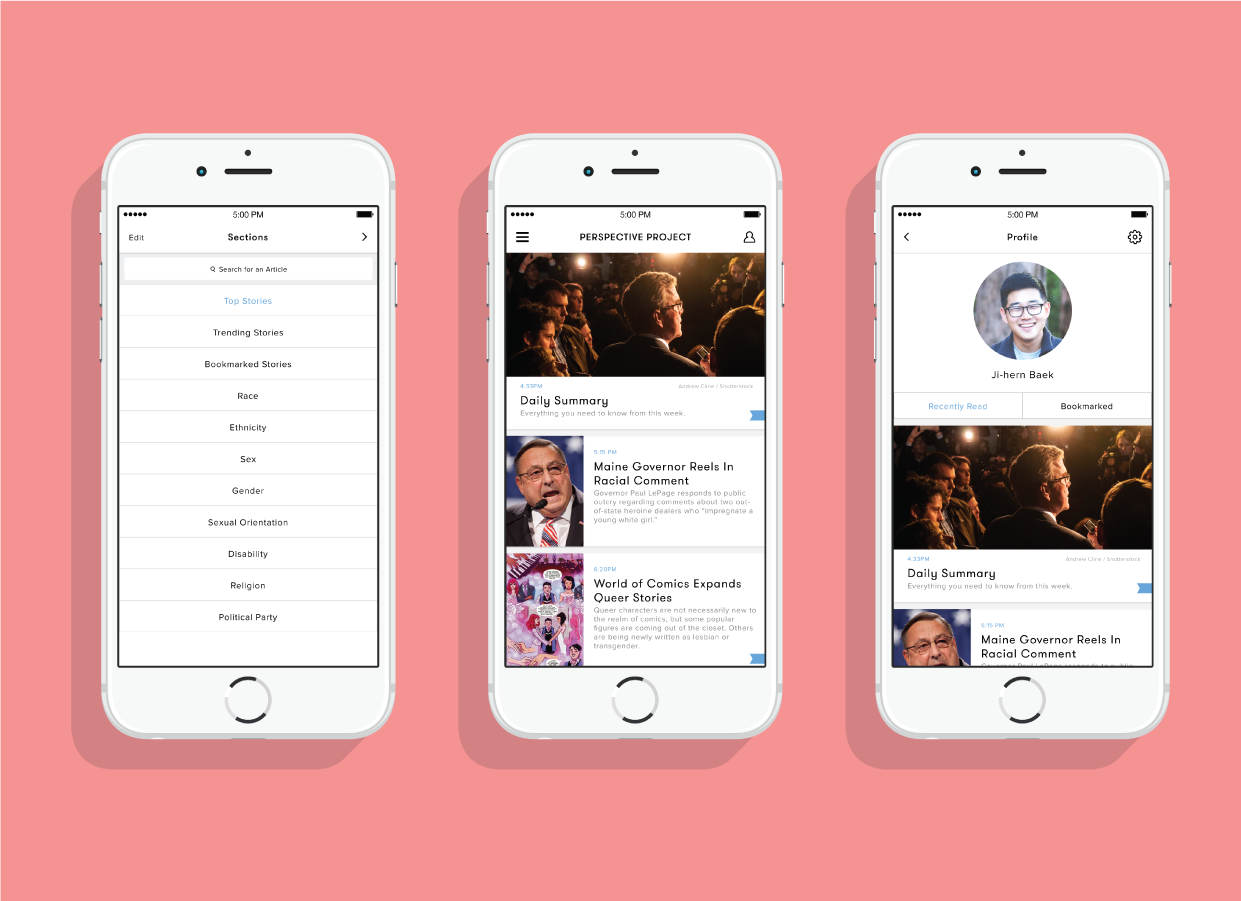 5:00 PM
Edit
Sections
Search for an Article
Top Stories
Trending Stories
Bookmarked Stories
Race
Ethnicity
Sex
Gender
Sexual Orientation
Disability
Religion
Political Party
5:00 PM
PERSPECTIVE PROJECT
4:33PM
Andrew Cline / Shutterstock
Daily Summary
Everything you need to know from this week.
5:15 PM
Maine Governor Reels In
Racial Comment
Governor Paul LePage responds to public
outcry regarding comments about two out-
of-state heroine dealers who "impregnate a
young white girl."
6:20PM
World of Comics Expands
Queer Stories
Queer characters are not necessarily new to
the realm of comics, but some popular
figures are coming out of the closet. Others
are being newly written as lesbian or
transgender.
5:00 PM
Profile
Ji-hern Baek
Recently Read
Bookmarked
4:33PM
Andrew Cline / Shutterstock
Daily Summary
Everything you need to know from this week.
5:15 PM
Maine Governor Reels In
Racial Comment
Governor Paul LePage responds to public